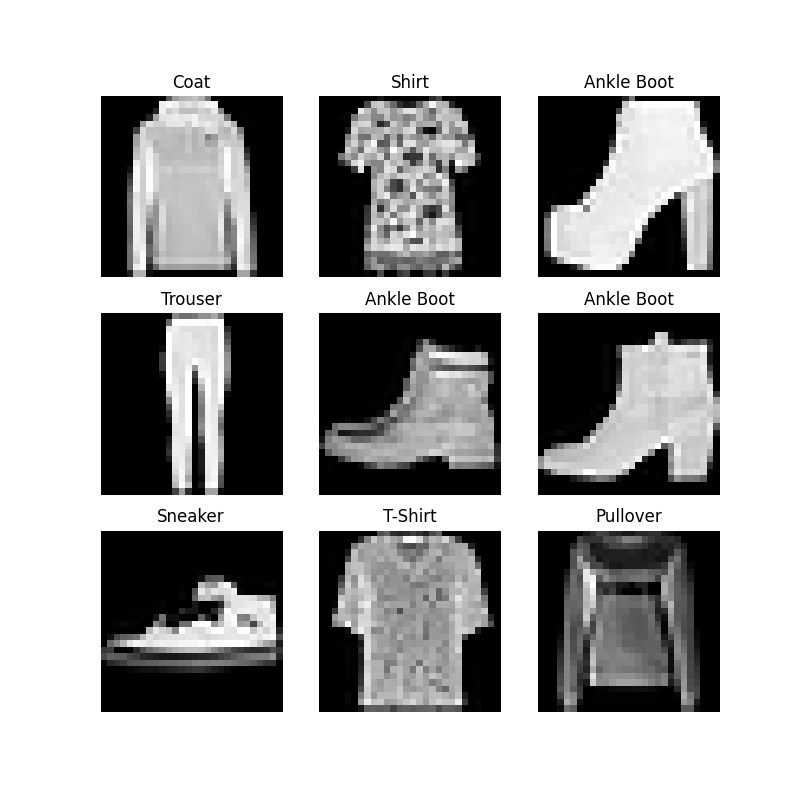 Coat
Shirt
Ankle Boot
Trouser
Ankle Boot
Ankle Boot
Sneaker
T-Shirt
Pullover